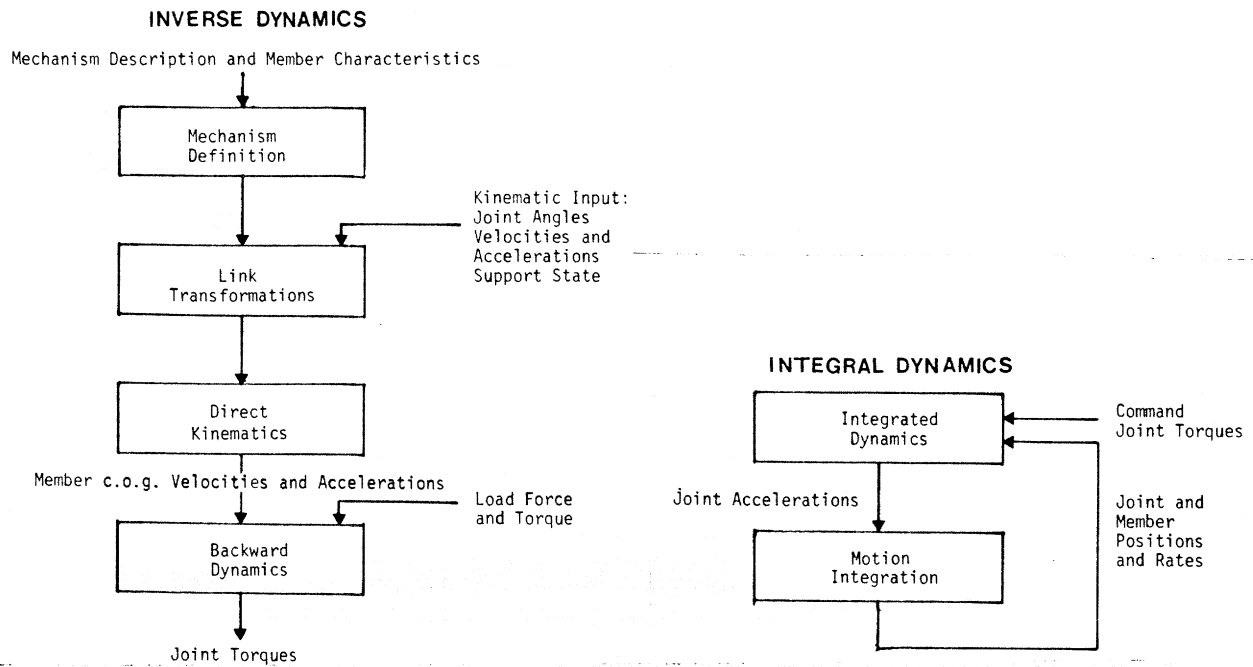 INVERSE DYNAMICS
Mechanism Description and Member Characteristics
Mechanism
Definition
Kinematic Input:
Joint Angles
Velocities and
Accelerations
Support State
Link
Transformations
Direct
Kinematics
Member c.o.g. Velocities and Accelerations
Load Force
and Torque
Backward
Dynamics
Joint Torques
INTEGRAL DYNAMICS
Integrated
Dynamics
Command
Joint Torques
Joint Accelerations
Joint and
Member
Positions
and Rates
Motion
Integration